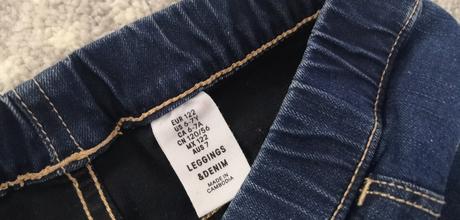 EUR 122
US 6-7Y
CA 6-7A
CN 120/56
MX 122
AUS 7
LEGGINGS
&DENIM
MADE IN
CAMBODIA